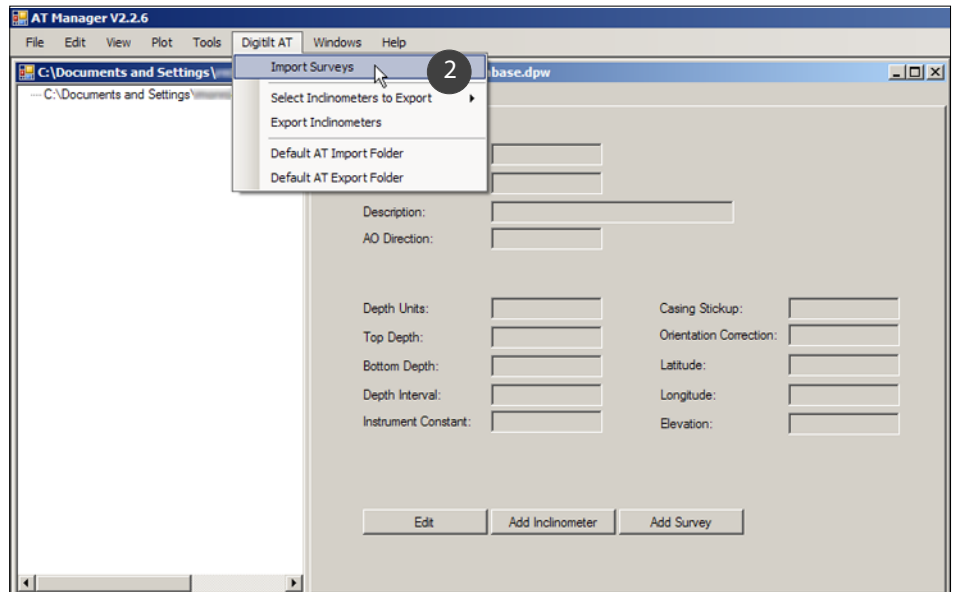 AT Manager V2.2.6
File Edit View Plot Tools Digitilt AT Windows Help
C:\Documents and Settings\ base.dpw
Import Surveys 2
C:\Documents and Settings\
Select Inclinometers to Export
Export Inclinometers
Default AT Import Folder
Default AT Export Folder
Description:
AO Direction:
Depth Units: Casing Stickup:
Top Depth: Orientation Correction:
Bottom Depth: Latitude:
Depth Interval: Longitude:
Instrument Constant: Elevation:
Edit Add Inclinometer Add Survey